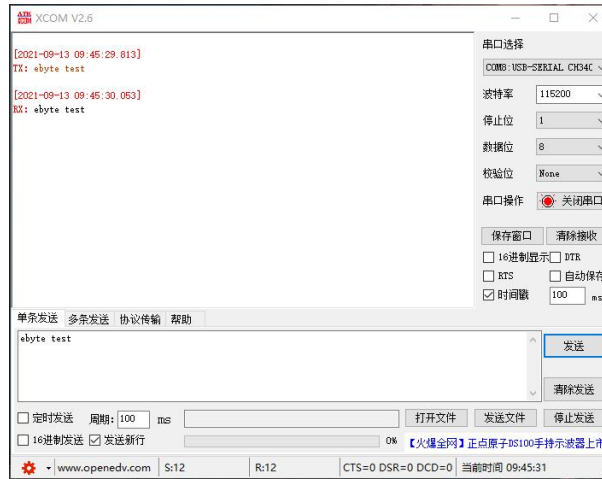 XCOM V2.6
[2021-09-13 09:45:29.813]
TX: ebyte test
[2021-09-13 09:45:30.053]
RX: ebyte test
串口选择
COM8:USB-SERIAL CH340
波特率 115200
停止位 1
数据位 8
校验位 None
串口操作 关闭串口
保存窗口 清除接收
16进制显示 DTR
RTS 自动保存
时间戳 100 ms
单条发送 多条发送 协议传输 帮助
ebyte test
发送
清除发送
定时发送 周期: 100 ms 打开文件 发送文件 停止发送
16进制发送 发送新行 0% 【火爆全网】正点原子DS100手持示波器上市
www.openedv.com S:12 R:12 CTS=0 DSR=0 DCD=0 当前时间 09:45:31